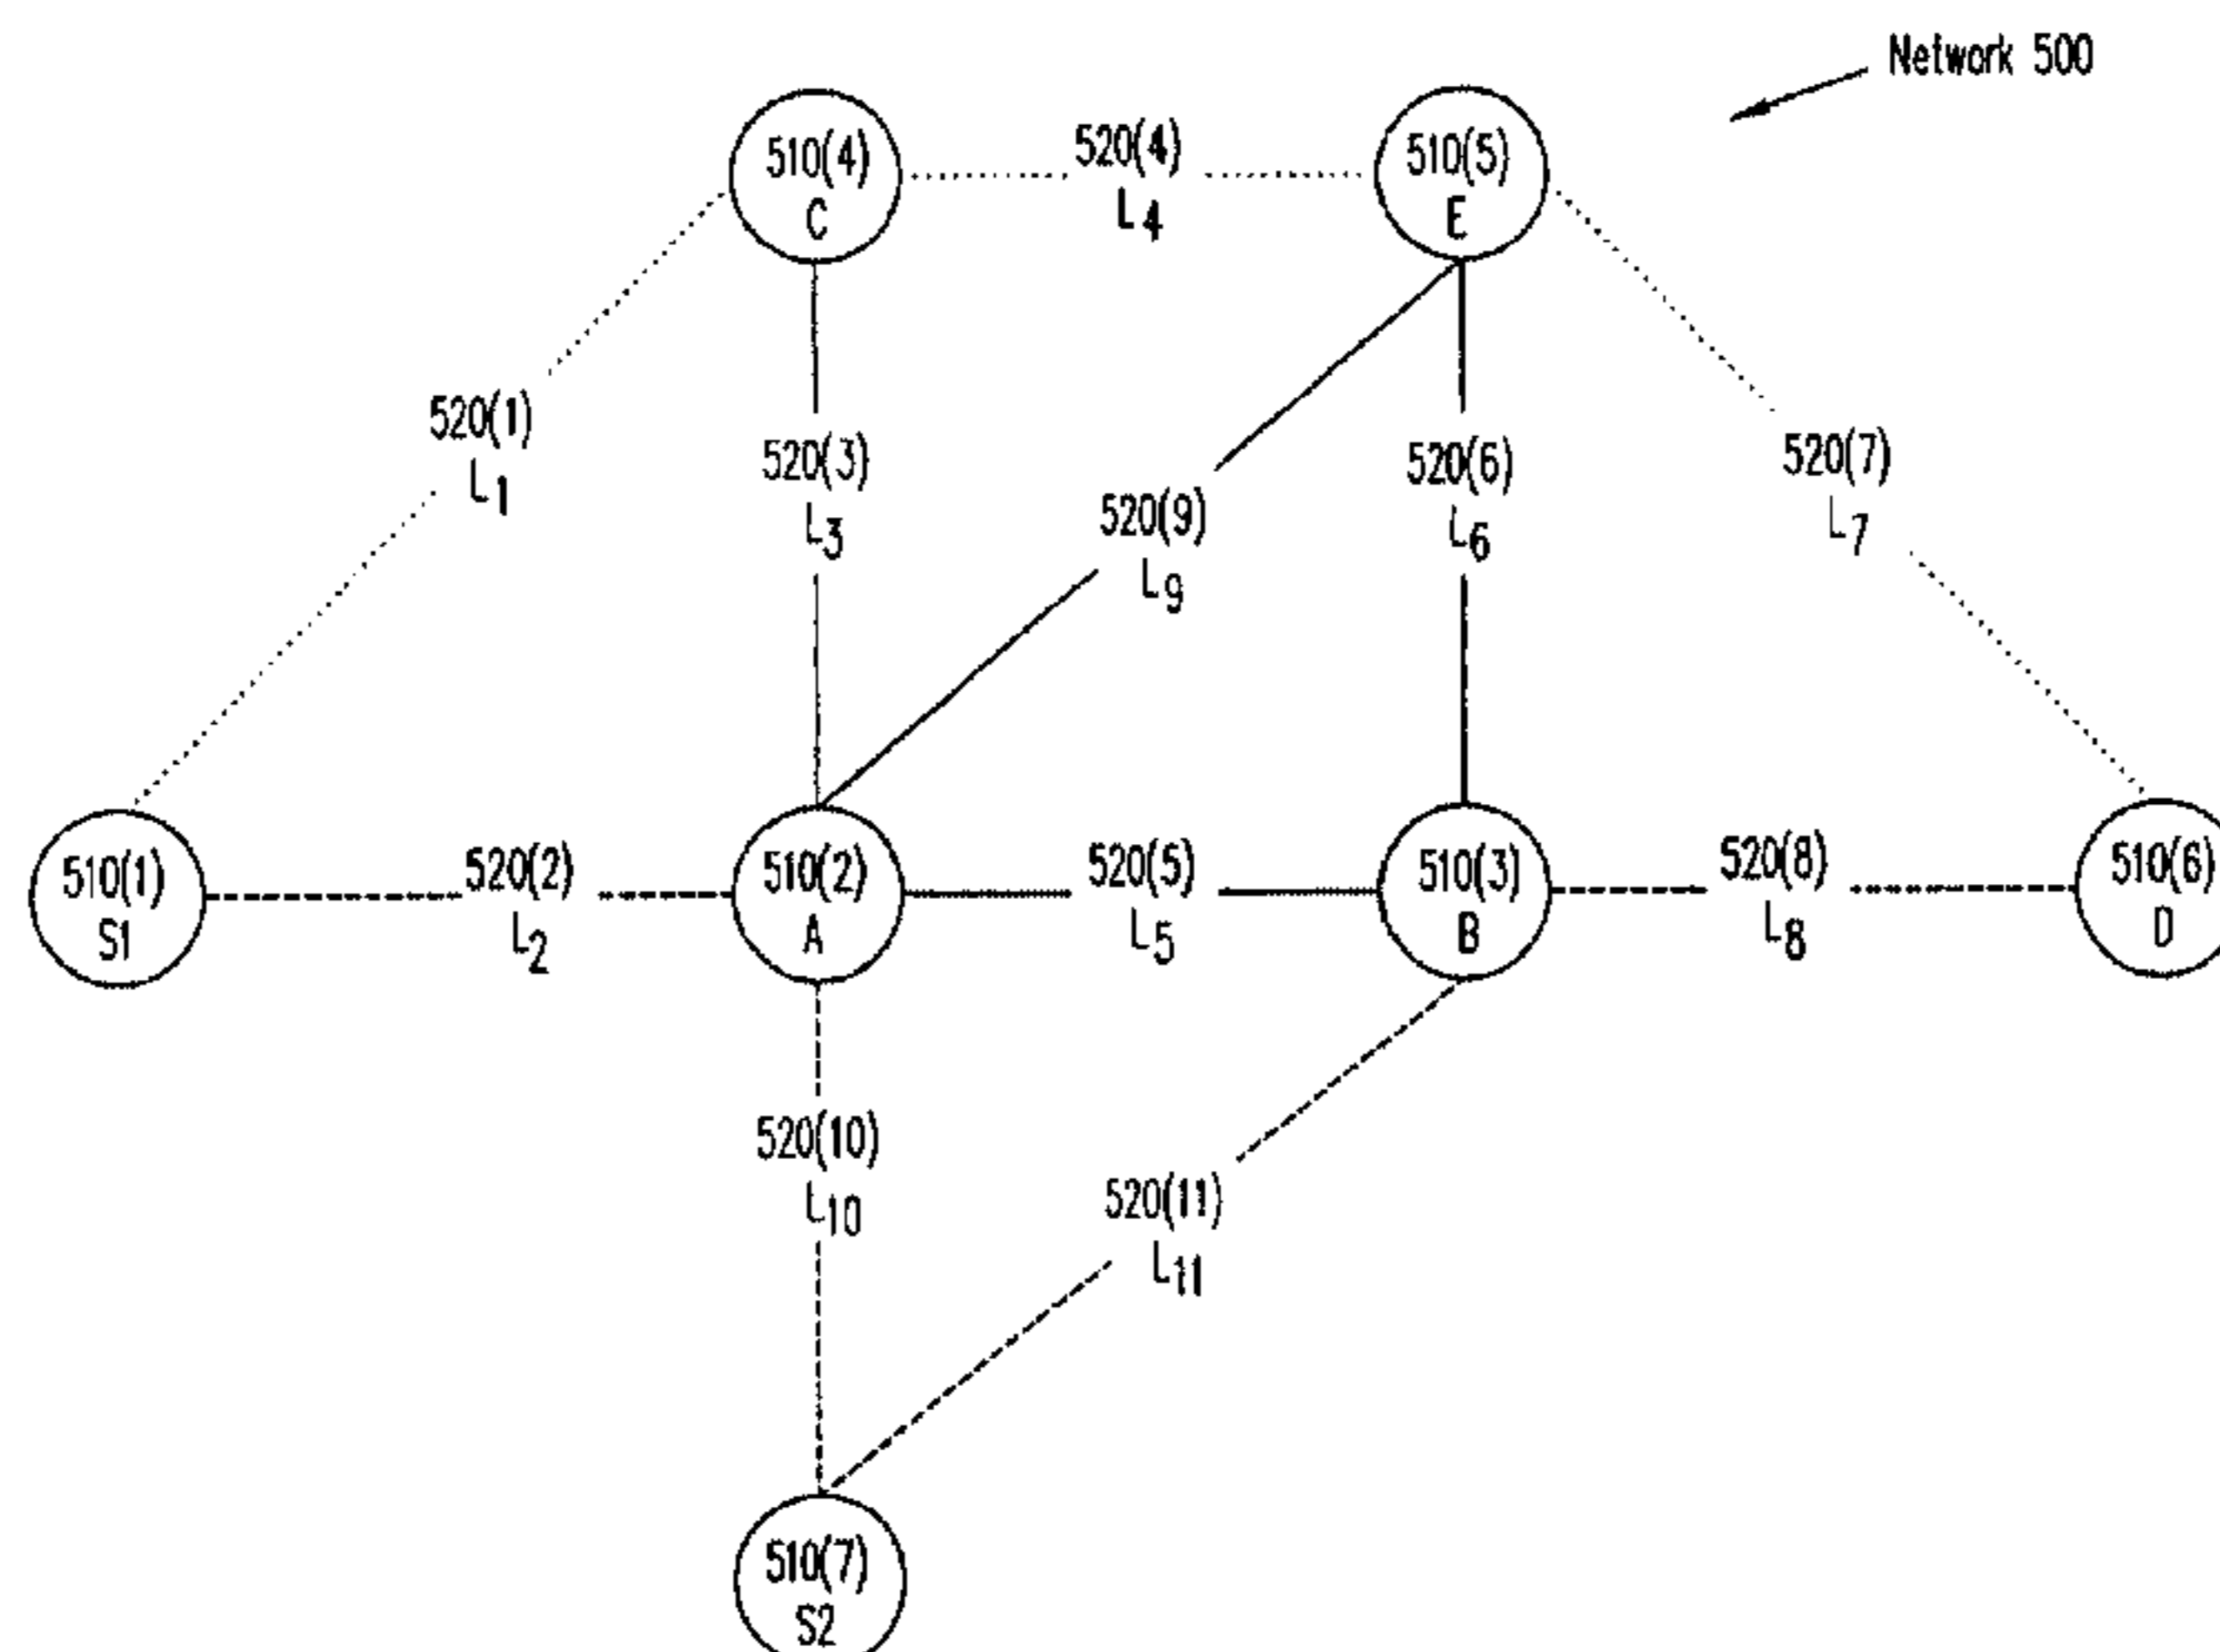 Network 500
510(4)
C
520(4)
L4
510(5)
E
520(1)
L1
520(3)
L3
520(9)
L9
520(6)
L6
520(7)
L7
510(1)
S1
520(2)
L2
510(2)
A
520(5)
L5
510(3)
B
520(8)
L8
510(6)
D
520(10)
L10
520(11)
L11
510(7)
S2